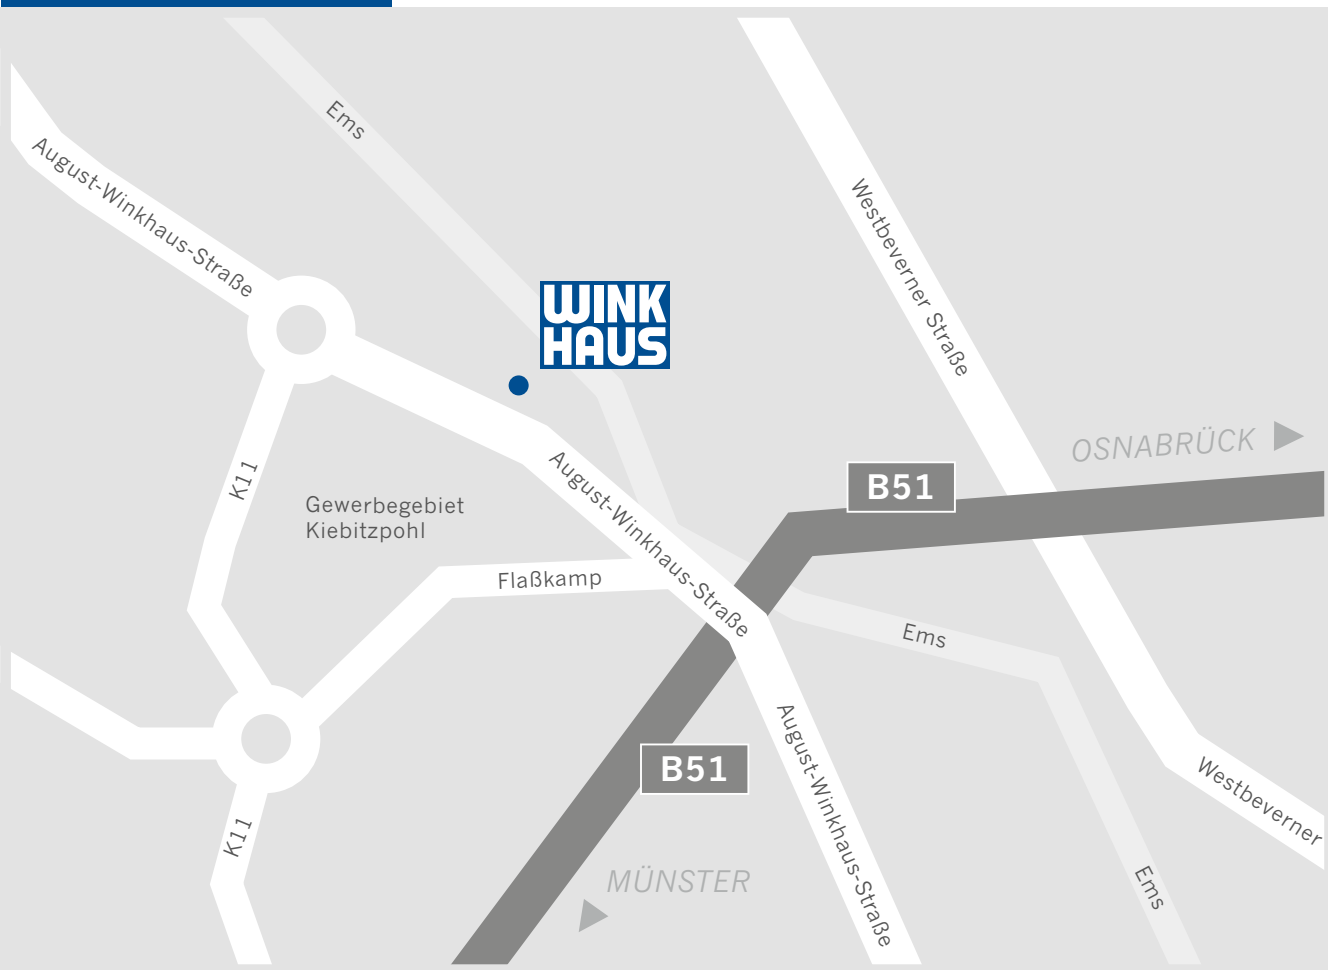 Ems
August-Winkhaus-Straße
Westbeverner Straße
WINK
HAUS
OSNABRÜCK
B51
K11
August-Winkhaus-Straße
Gewerbegebiet
Kiebitzpohl
Flaßkamp
Ems
B51
August-Winkhaus-Straße
Westbeverner
K11
MÜNSTER
Ems